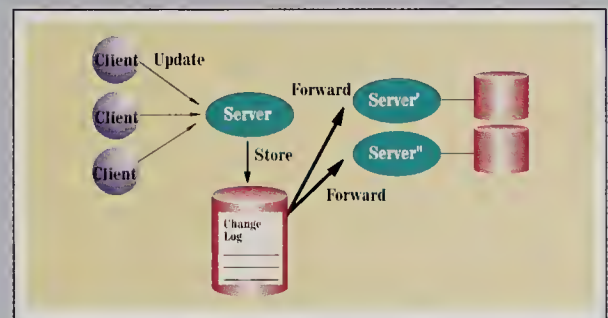 Client
Update
Client
Client
Server
Store
Change
Log
Forward
Server'
Server"
Forward